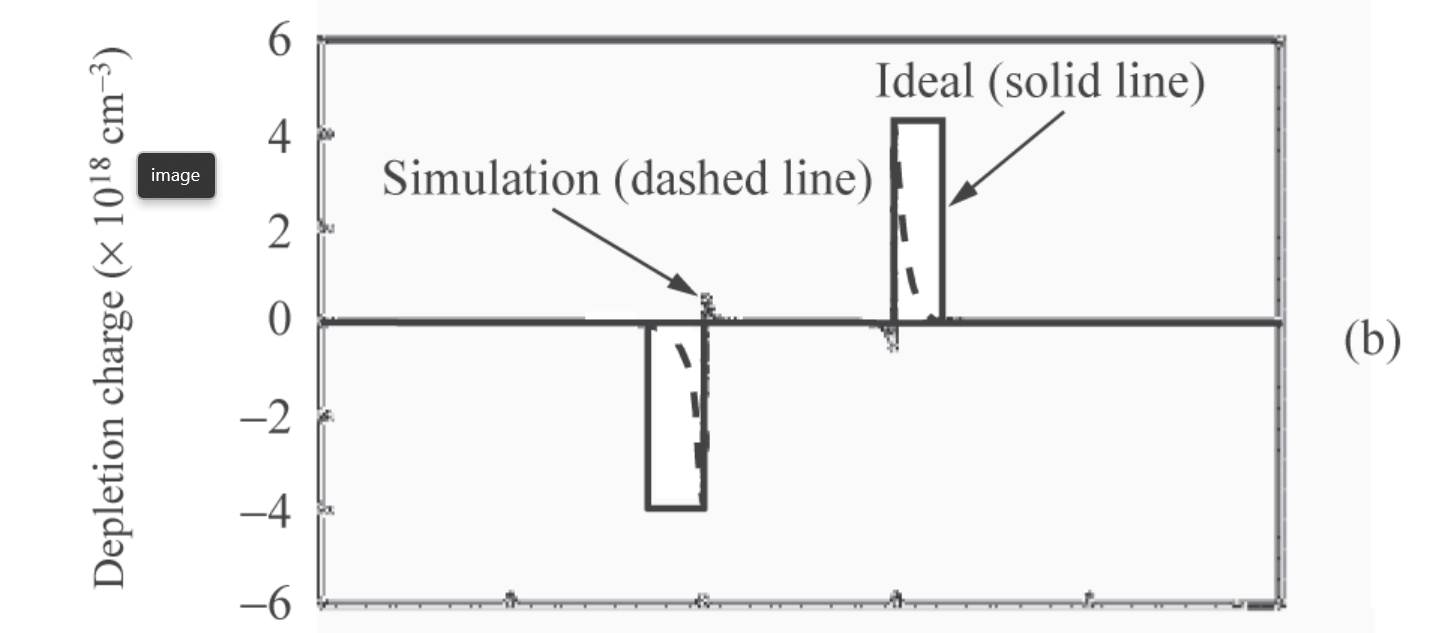 Depletion charge (× 10¹⁸ cm⁻³)
image
6
4
2
0
−2
−4
−6
Ideal (solid line)
Simulation (dashed line)
(b)